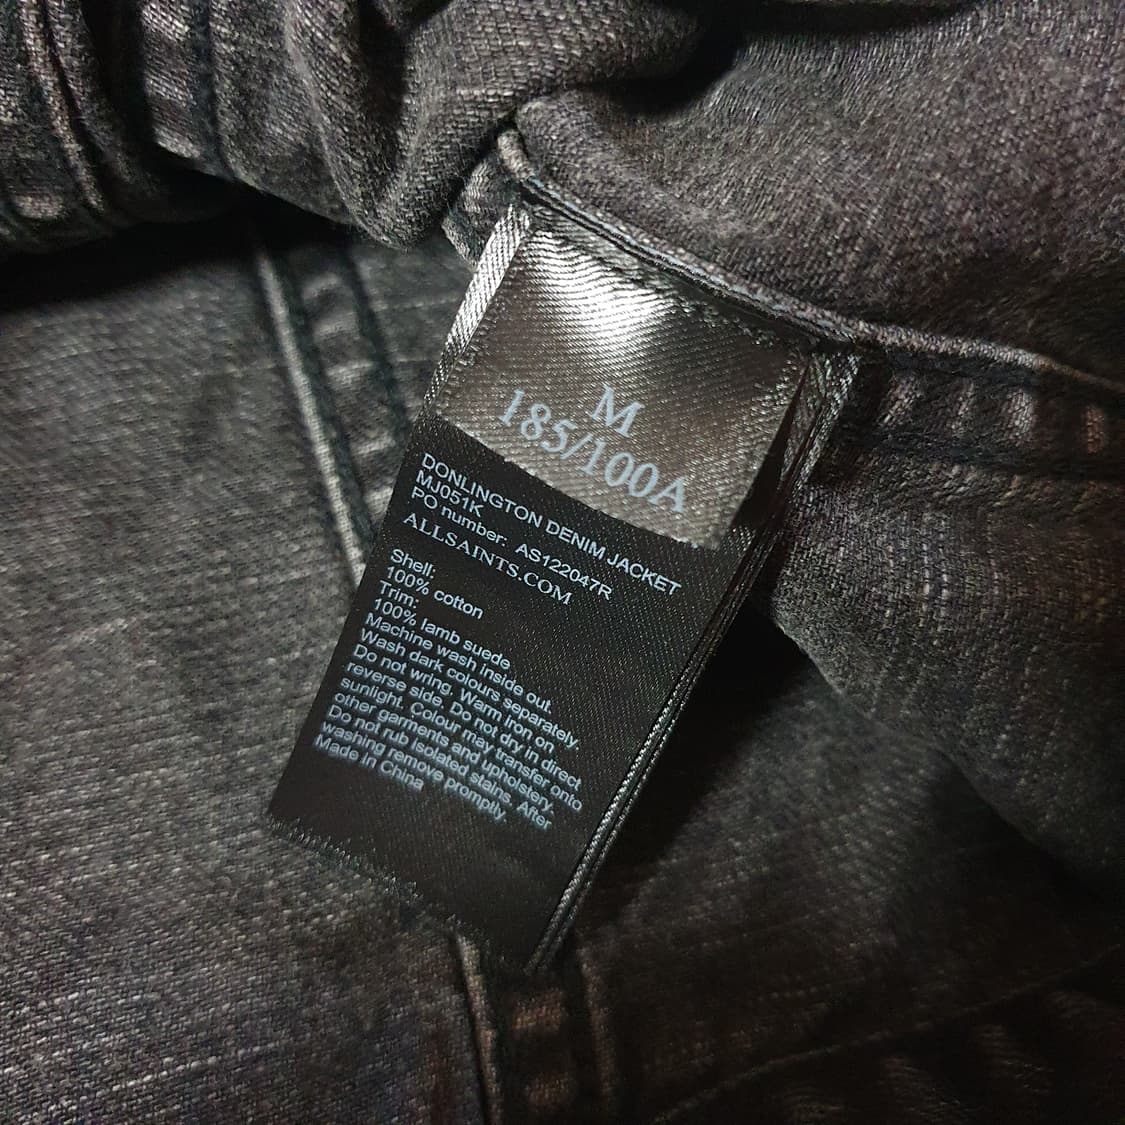 M
185/100A
DONLINGTON DENIM JACKET
MJ051K
PO number: AS122047R
ALLSAINTS.COM
Shell:
100% cotton
Trim:
100% lamb suede
Machine wash inside out.
Wash dark colours separately.
Do not wring. Warm iron on
reverse side. Do not dry in direct
sunlight. Colour may transfer onto
other garments and upholstery.
Do not rub isolated stains. After
washing remove promptly.
Made in China